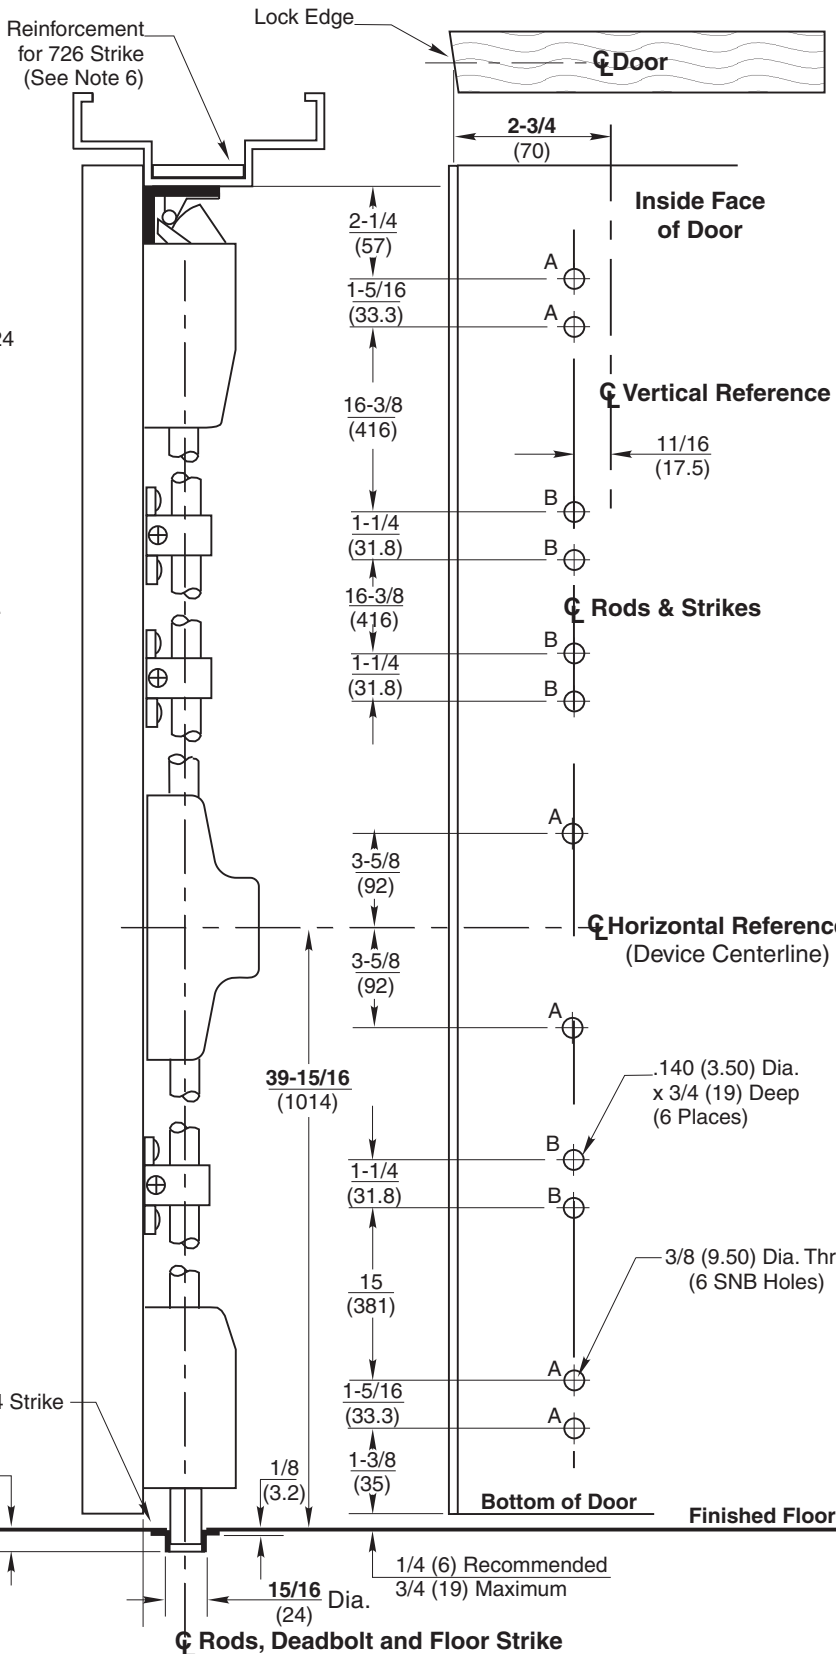 Lock Edge
Reinforcement
for 726 Strike
(See Note 6)
℄ Door
2-3/4
(70)
Inside Face
of Door
2-1/4
(57)
A
1-5/16
(33.3)
A
24
16-3/8
(416)
℄ Vertical Reference
11/16
(17.5)
B
1-1/4
(31.8)
B
16-3/8
(416)
℄ Rods & Strikes
B
1-1/4
(31.8)
B
A
3-5/8
(92)
℄ Horizontal Reference
(Device Centerline)
3-5/8
(92)
A
39-15/16
(1014)
.140 (3.50) Dia.
x 3/4 (19) Deep
(6 Places)
B
1-1/4
(31.8)
B
3/8 (9.50) Dia. Thr
(6 SNB Holes)
15
(381)
A
1-5/16
(33.3)
A
4 Strike
1-3/8
(35)
1/8
(3.2)
Bottom of Door
Finished Floor
1/4 (6) Recommended
3/4 (19) Maximum
15/16
(24)
Dia.
℄ Rods, Deadbolt and Floor Strike